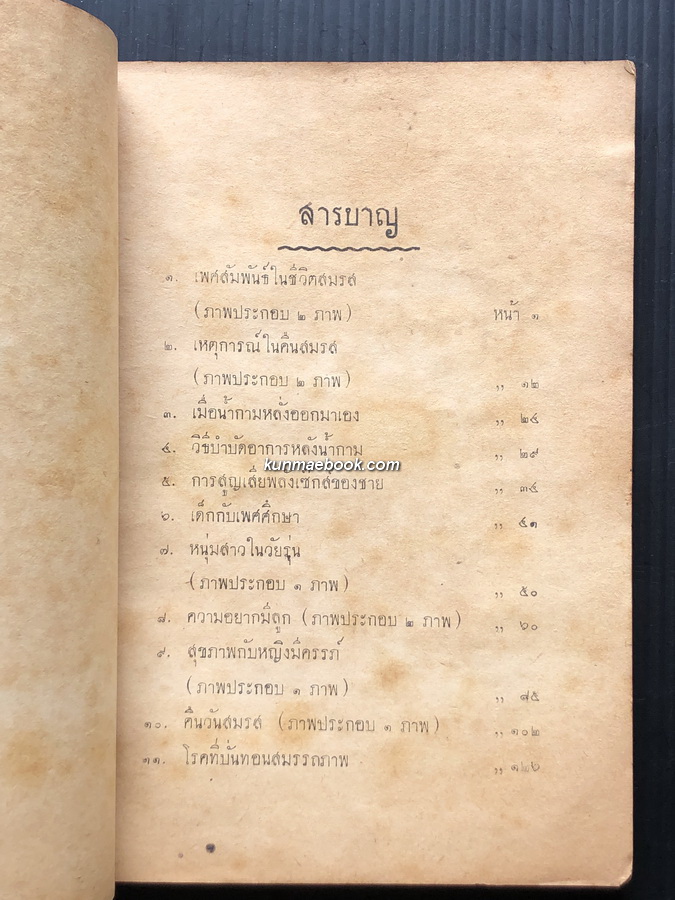 สารบาญ
๑. เพศสัมพันธ์ในชีวิตสมรส
(ภาพประกอบ ๒ ภาพ) หน้า ๑
๒. เหตุการณ์ในคืนสมรส
(ภาพประกอบ ๒ ภาพ) ,, ๑๒
๓. เมื่อน้ำกามหลั่งออกมาเอง ,, ๒๔
๔. วิธีบำบัดอาการหลังน้ำกาม ,, ๒๙
kunmaebook.com
๕. การสูญเสียพลังเซ็กส์ของชาย ,, ๓๔
๖. เด็กกับเพศศึกษา ,, ๔๑
๗. หนุ่มสาวในวัยรุ่น
(ภาพประกอบ ๑ ภาพ) ,, ๕๐
๘. ความอยากมีลูก (ภาพประกอบ ๒ ภาพ) ,, ๖๐
๙. สุขภาพกับหญิงมีครรภ์
(ภาพประกอบ ๑ ภาพ) ,, ๘๕
๑๐. คืนวันสมรส (ภาพประกอบ ๑ ภาพ) ,, ๑๐๒
๑๑. โรคที่บั่นทอนสมรรถภาพ ,, ๑๒๖